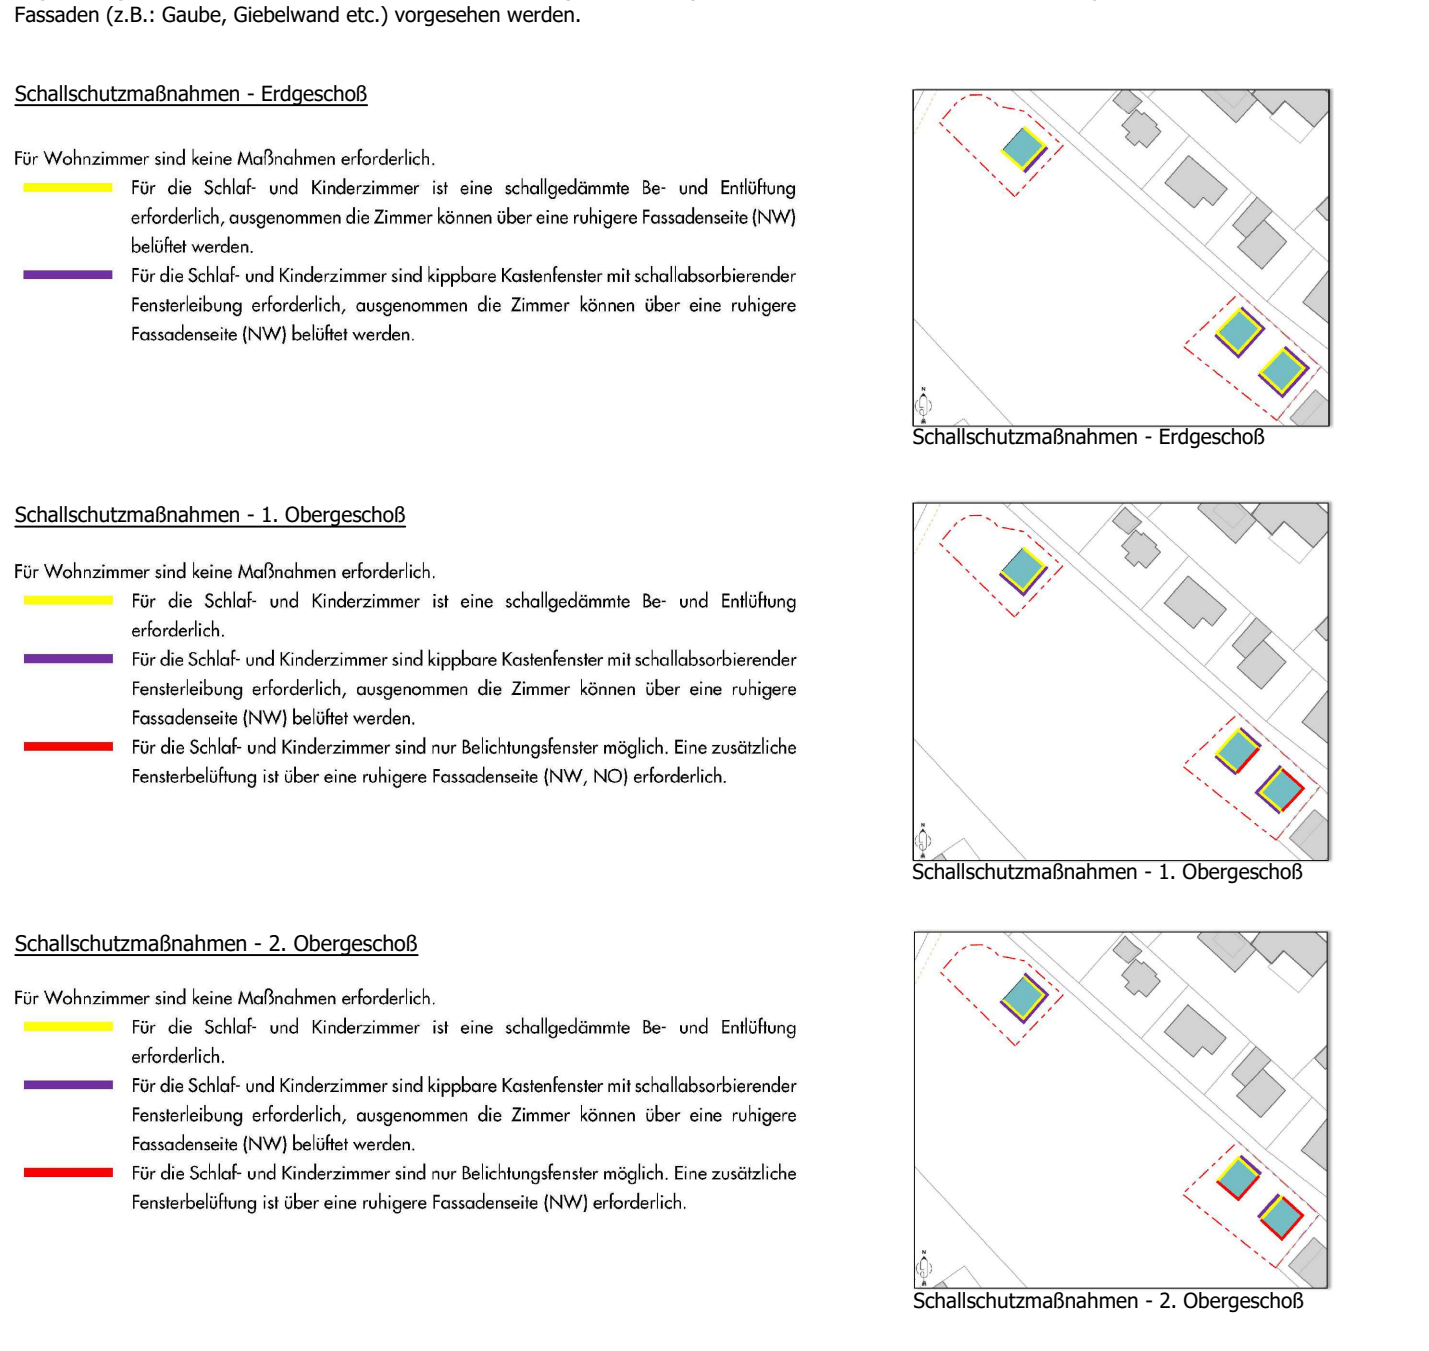 Fassaden (z.B.: Gaube, Giebelwand etc.) vorgesehen werden.
Schallschutzmaßnahmen - Erdgeschoß
Für Wohnzimmer sind keine Maßnahmen erforderlich.
Für die Schlaf- und Kinderzimmer ist eine schallgedämmte Be- und Entlüftung
erforderlich, ausgenommen die Zimmer können über eine ruhigere Fassadenseite (NW)
belüftet werden.
Für die Schlaf- und Kinderzimmer sind kippbare Kastenfenster mit schallabsorbierender
Fensterleibung erforderlich, ausgenommen die Zimmer können über eine ruhigere
Fassadenseite (NW) belüftet werden.
N
Schallschutzmaßnahmen - Erdgeschoß
Schallschutzmaßnahmen - 1. Obergeschoß
Für Wohnzimmer sind keine Maßnahmen erforderlich.
Für die Schlaf- und Kinderzimmer ist eine schallgedämmte Be- und Entlüftung
erforderlich.
Für die Schlaf- und Kinderzimmer sind kippbare Kastenfenster mit schallabsorbierender
Fensterleibung erforderlich, ausgenommen die Zimmer können über eine ruhigere
Fassadenseite (NW) belüftet werden.
Für die Schlaf- und Kinderzimmer sind nur Belichtungsfenster möglich. Eine zusätzliche
Fensterbelüftung ist über eine ruhigere Fassadenseite (NW, NO) erforderlich.
N
Schallschutzmaßnahmen - 1. Obergeschoß
Schallschutzmaßnahmen - 2. Obergeschoß
Für Wohnzimmer sind keine Maßnahmen erforderlich.
Für die Schlaf- und Kinderzimmer ist eine schallgedämmte Be- und Entlüftung
erforderlich.
Für die Schlaf- und Kinderzimmer sind kippbare Kastenfenster mit schallabsorbierender
Fensterleibung erforderlich, ausgenommen die Zimmer können über eine ruhigere
Fassadenseite (NW) belüftet werden.
Für die Schlaf- und Kinderzimmer sind nur Belichtungsfenster möglich. Eine zusätzliche
Fensterbelüftung ist über eine ruhigere Fassadenseite (NW) erforderlich.
N
Schallschutzmaßnahmen - 2. Obergeschoß